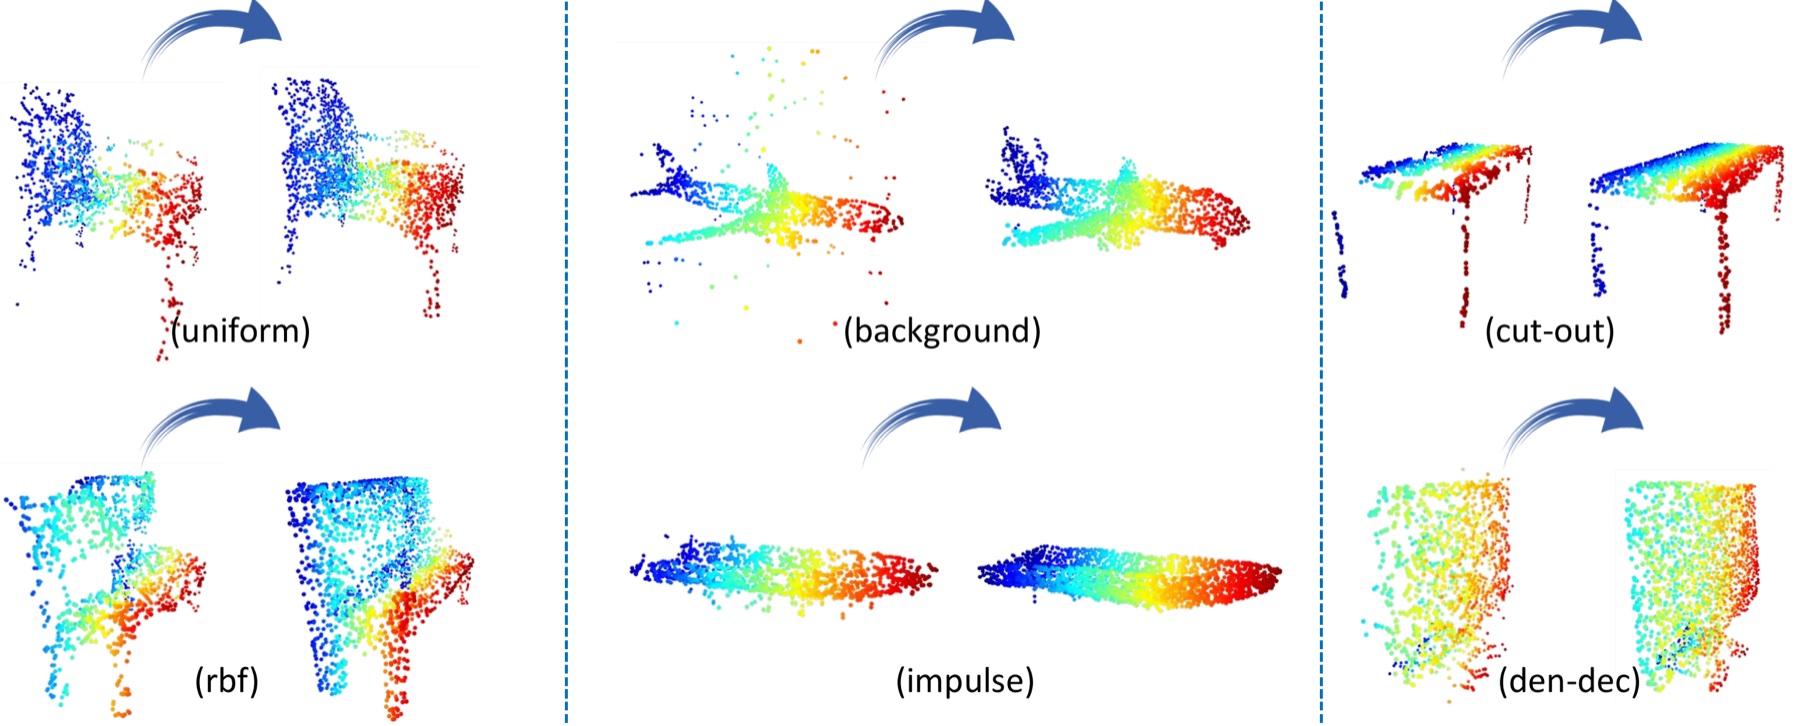 (uniform)
(background)
(cut-out)
(rbf)
(impulse)
(den-dec)